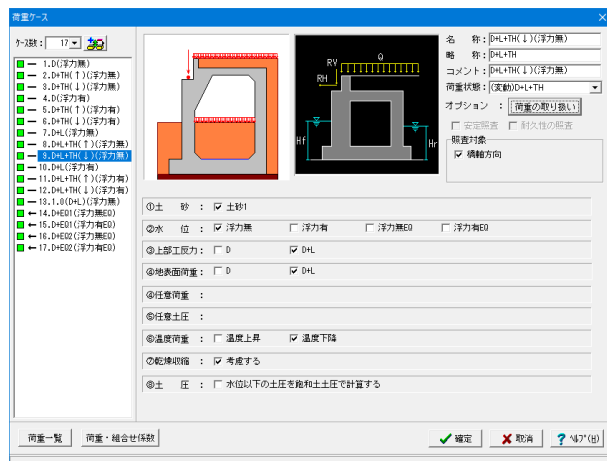 荷重ケース
ケース数： 17
1.D(浮力無)
2.D+TH(↑)(浮力無)
3.D+TH(↓)(浮力無)
4.D(浮力有)
5.D+TH(↑)(浮力有)
6.D+TH(↓)(浮力有)
7.D+L(浮力無)
8.D+L+TH(↑)(浮力無)
9.D+L+TH(↓)(浮力無)
10.D+L(浮力有)
11.D+L+TH(↑)(浮力有)
12.D+L+TH(↓)(浮力有)
13.1.0(D+L)(浮力無)
14.D+EQ1(浮力無EQ)
15.D+EQ1(浮力有EQ)
16.D+EQ2(浮力無EQ)
17.D+EQ2(浮力有EQ)
RV
Q
RH
Hf
Hr
名 称： D+L+TH(↓)(浮力無)
略 称： D+L+TH
コメント： D+L+TH(↓)(浮力無)
荷重状態： (変動)D+L+TH
オプション ： 荷重の取り扱い
安定照査 耐久性の照査
照査対象
橋軸方向
①土 砂 ： 土砂1
②水 位 ： 浮力無 浮力有 浮力無EQ 浮力有EQ
③上部工反力： D D+L
④地表面荷重： D D+L
④任意荷重 ：
⑤任意土圧 ：
⑥温度荷重 ： 温度上昇 温度下降
⑦乾燥収縮 ： 考慮する
⑧土 圧 ： 水位以下の土圧を飽和土土圧で計算する
荷重一覧 荷重・組合せ係数 確定 取消 ヘルプ(H)